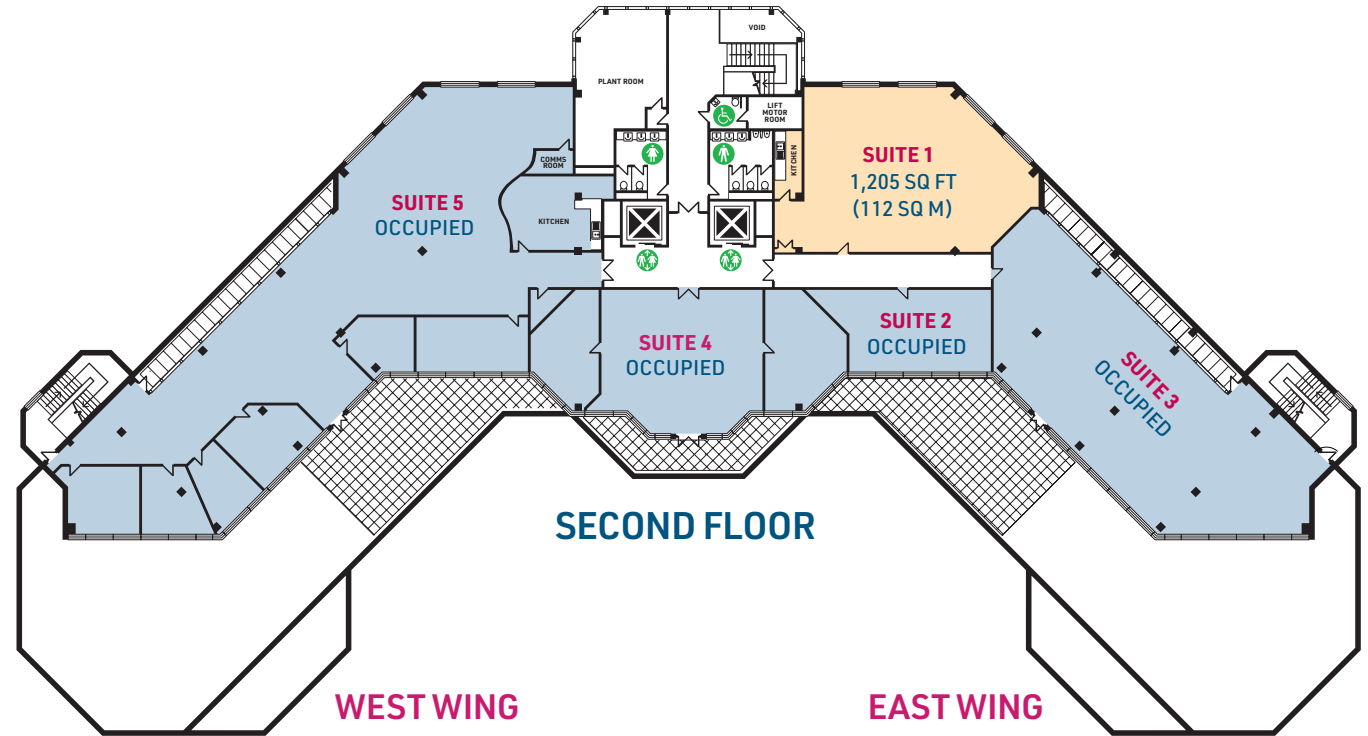 VOID
PLANT ROOM
LIFT
MOTOR
ROOM
KITCHEN
SUITE 1
1,205 SQ FT
(112 SQ M)
COMMS
ROOM
SUITE 5
OCCUPIED
KITCHEN
SUITE 4
OCCUPIED
SUITE 2
OCCUPIED
SUITE 3
OCCUPIED
SECOND FLOOR
WEST WING
EAST WING